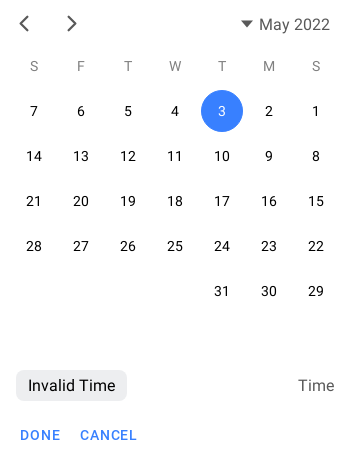 May 2022
S F T W T M S
7 6 5 4 3 2 1
14 13 12 11 10 9 8
21 20 19 18 17 16 15
28 27 26 25 24 23 22
31 30 29
Invalid Time Time
DONE CANCEL